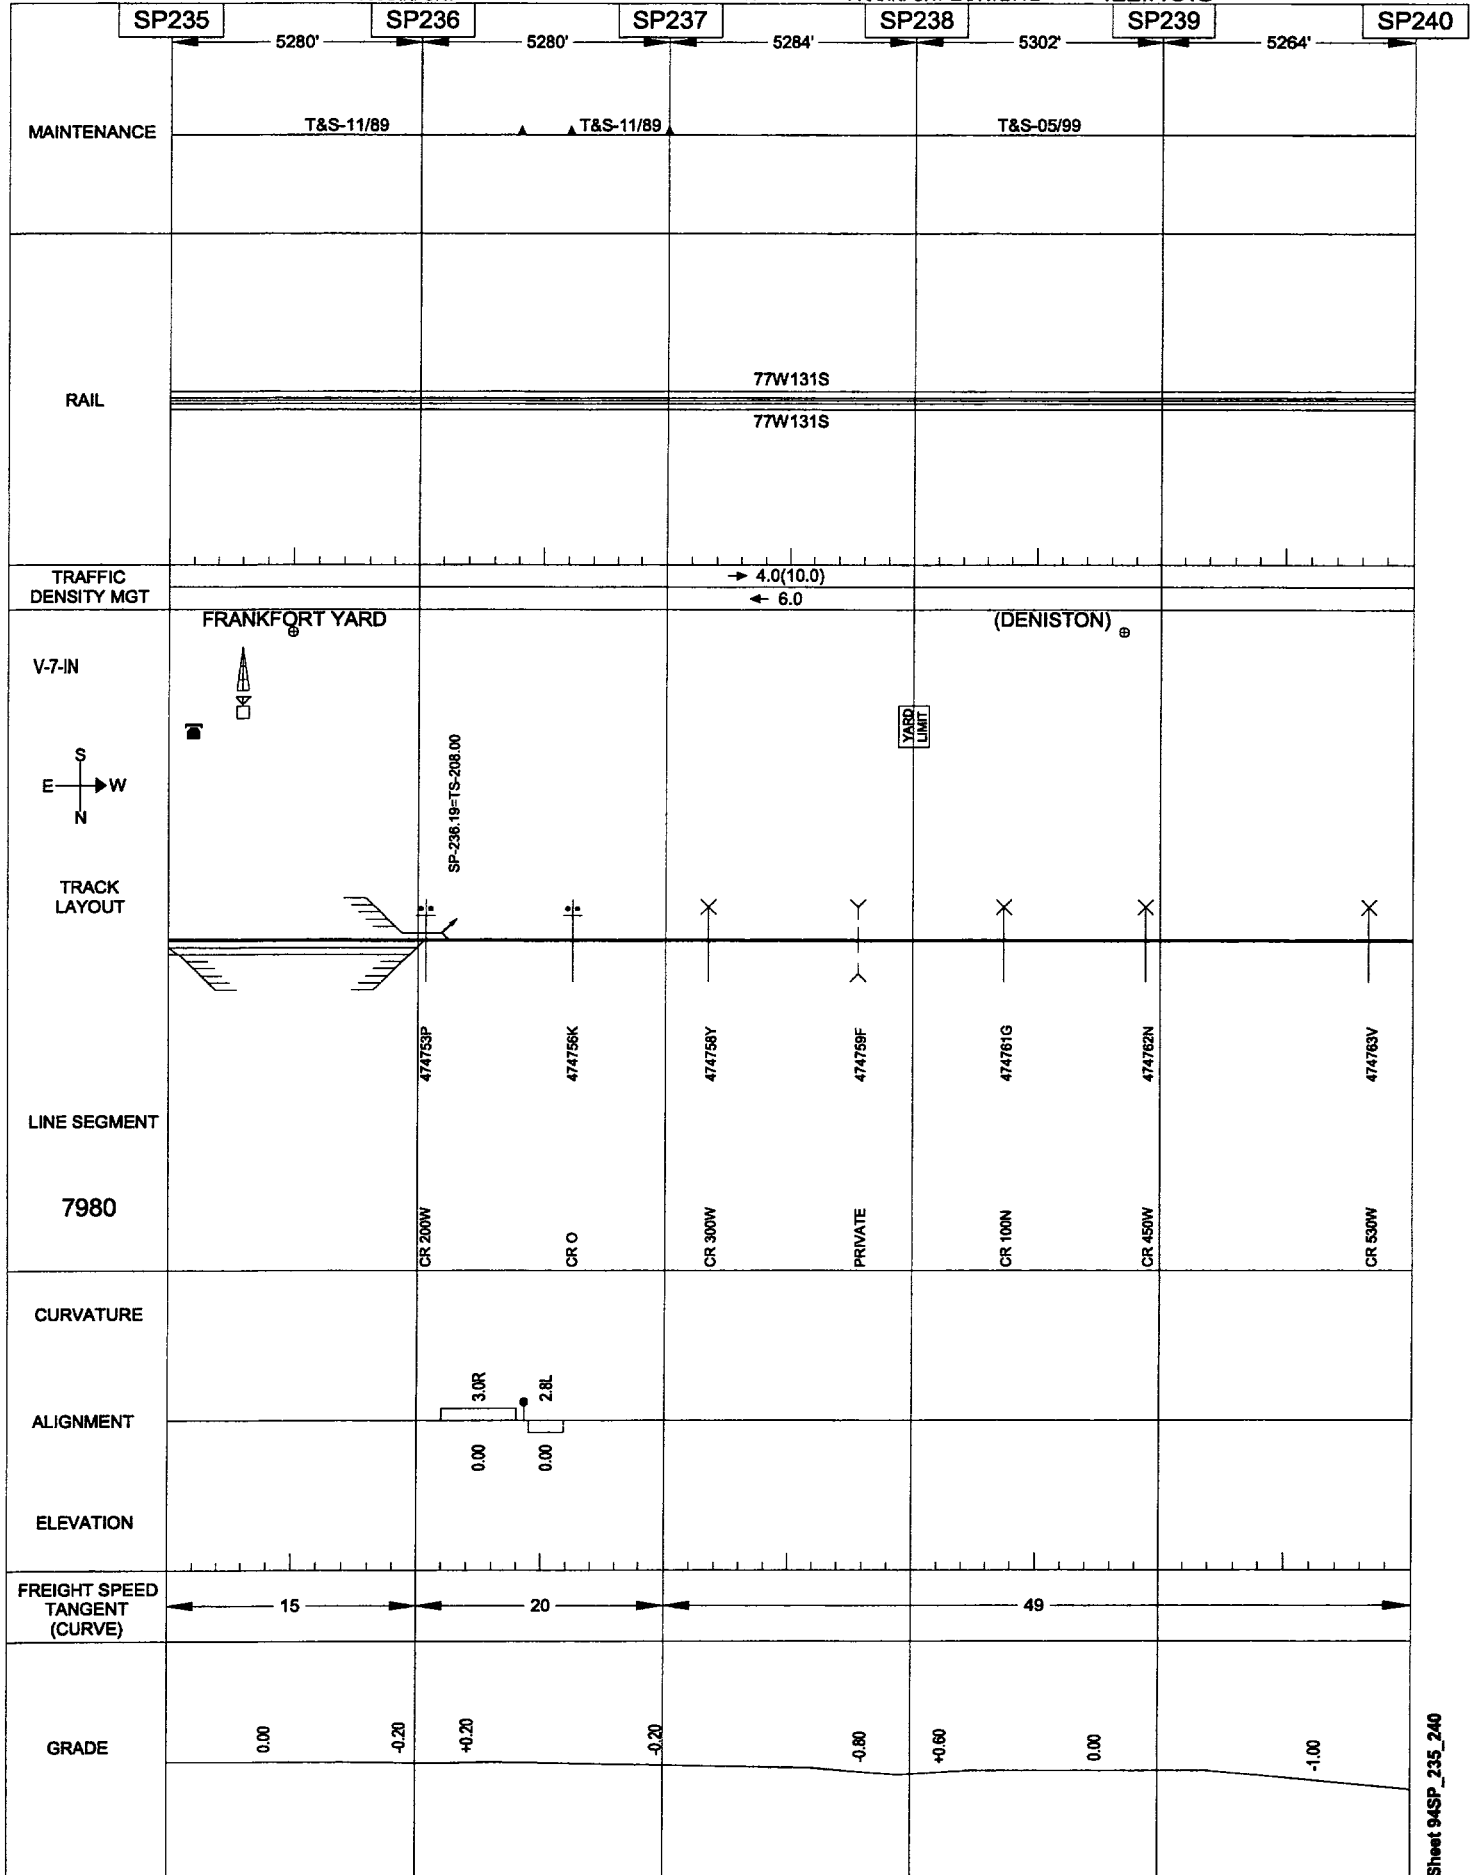 SP235 SP236 SP237 SP238 SP239 SP240
5280' 5280' 5284' 5302' 5264'
MAINTENANCE T&S-11/89 T&S-11/89 T&S-05/99
77W131S
RAIL
77W131S
TRAFFIC
DENSITY MGT
→ 4.0(10.0)
← 6.0
FRANKFORT YARD (DENISTON)
V-7-IN
YARD
LIMIT
S
E W
N
SP-236.19=TS-208.00
TRACK
LAYOUT
474753P 474756K 474758Y 474759F 474761G 474762N 474763V
LINE SEGMENT
7980
CR 200W CR O CR 300W PRIVATE CR 100N CR 450W CR 530W
CURVATURE
3.0R 2.8L
ALIGNMENT
0.00 0.00
ELEVATION
FREIGHT SPEED
TANGENT
(CURVE)
15 20 49
GRADE 0.00 -0.20 +0.20 -0.20 -0.80 +0.60 0.00 -1.00
Sheet 94SP_235_240